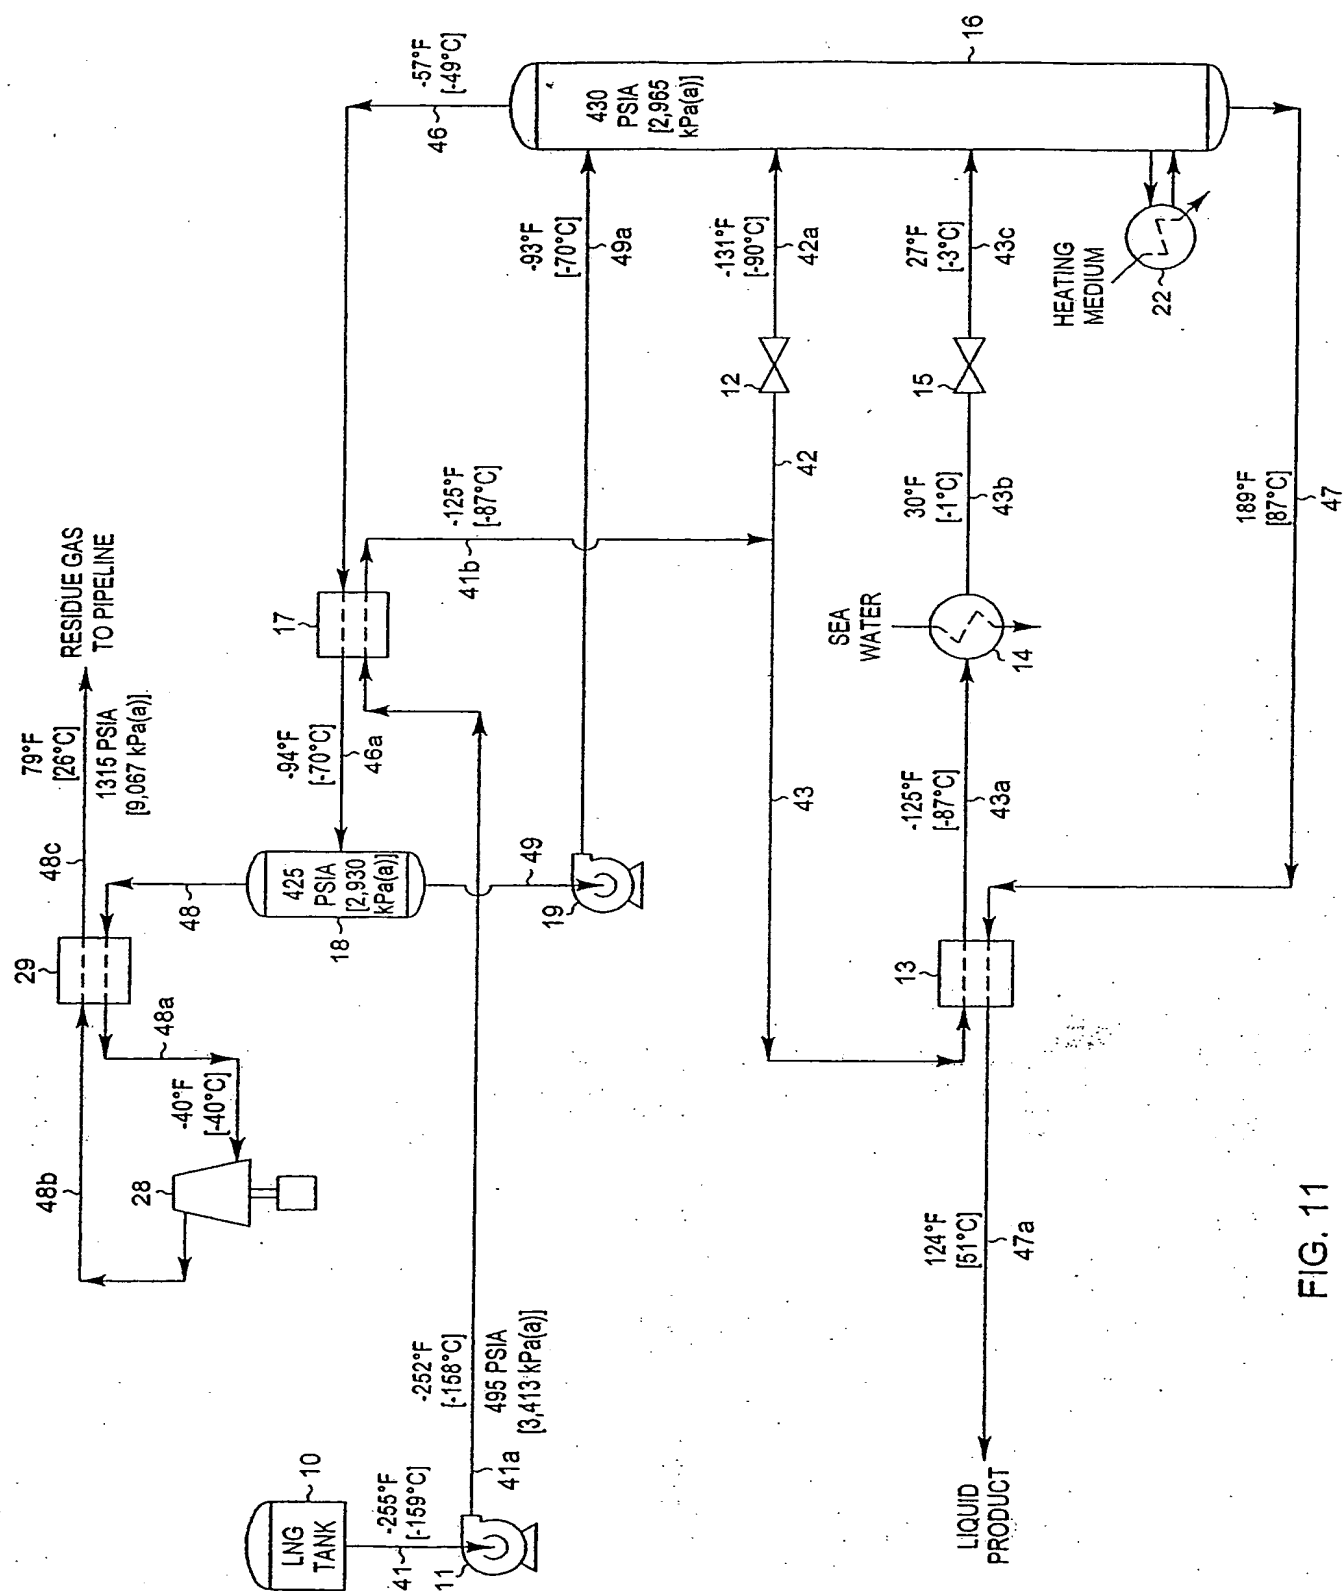 79°F
[26°C]
RESIDUE GAS
TO PIPELINE
1315 PSIA
[9,067 kPa(a)]
48b
29
48c
28
-40°F
[-40°C]
48a
48
17
46
-57°F
[-49°C]
LNG
TANK
10
425
PSIA
[2,930
kPa(a)]
18
-94°F
[-70°C]
46a
-255°F
[-159°C]
41
11
-252°F
[-158°C]
41a
495 PSIA
[3,413 kPa(a)]
49
19
-125°F
[-87°C]
41b
-93°F
[-70°C]
49a
430
PSIA
[2,965
kPa(a)]
16
-131°F
[-90°C]
42a
12
42
43
SEA
WATER
14
13
-125°F
[-87°C]
43a
30°F
[-1°C]
43b
15
27°F
[-3°C]
43c
HEATING
MEDIUM
22
124°F
[51°C]
47a
LIQUID
PRODUCT
189°F
[87°C]
47
FIG. 11